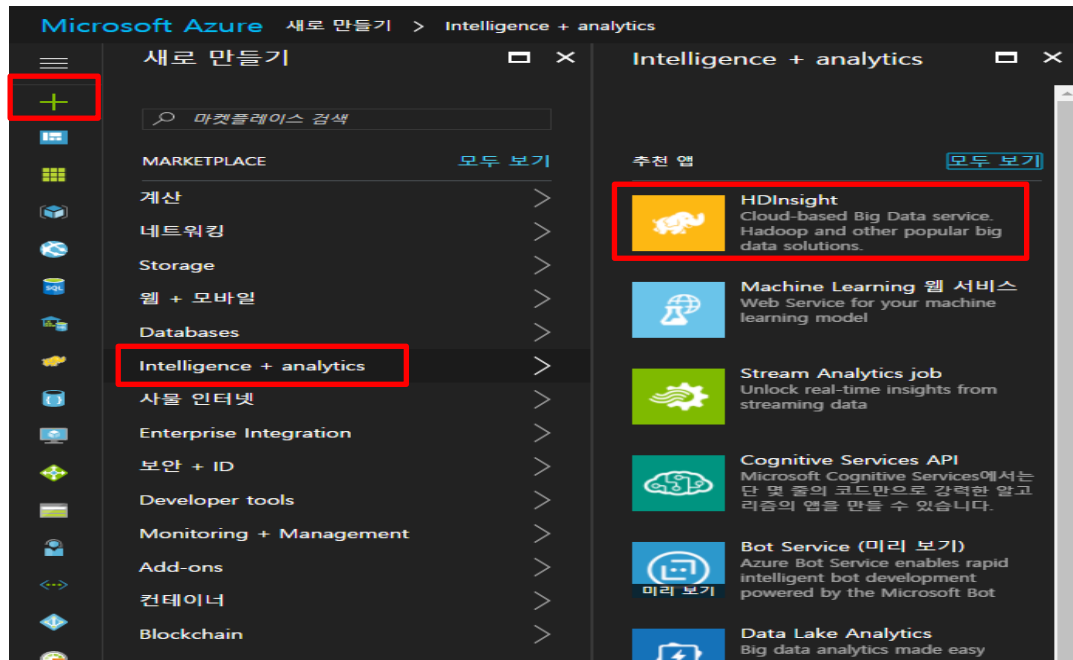 Microsoft Azure 새로 만들기 > Intelligence + analytics
새로 만들기
마켓플레이스 검색
MARKETPLACE 모두 보기
계산
네트워킹
Storage
웹 + 모바일
Databases
Intelligence + analytics
사물 인터넷
Enterprise Integration
보안 + ID
Developer tools
Monitoring + Management
Add-ons
컨테이너
Blockchain
SQL
Intelligence + analytics
추천 앱 모두 보기
HDInsight
Cloud-based Big Data service.
Hadoop and other popular big
data solutions.
Machine Learning 웹 서비스
Web Service for your machine
learning model
Stream Analytics job
Unlock real-time insights from
streaming data
Cognitive Services API
Microsoft Cognitive Services에서는
단 몇 줄의 코드만으로 강력한 알고
리즘의 앱을 만들 수 있습니다.
미리 보기
Bot Service (미리 보기)
Azure Bot Service enables rapid
intelligent bot development
powered by the Microsoft Bot
Data Lake Analytics
Big data analytics made easy